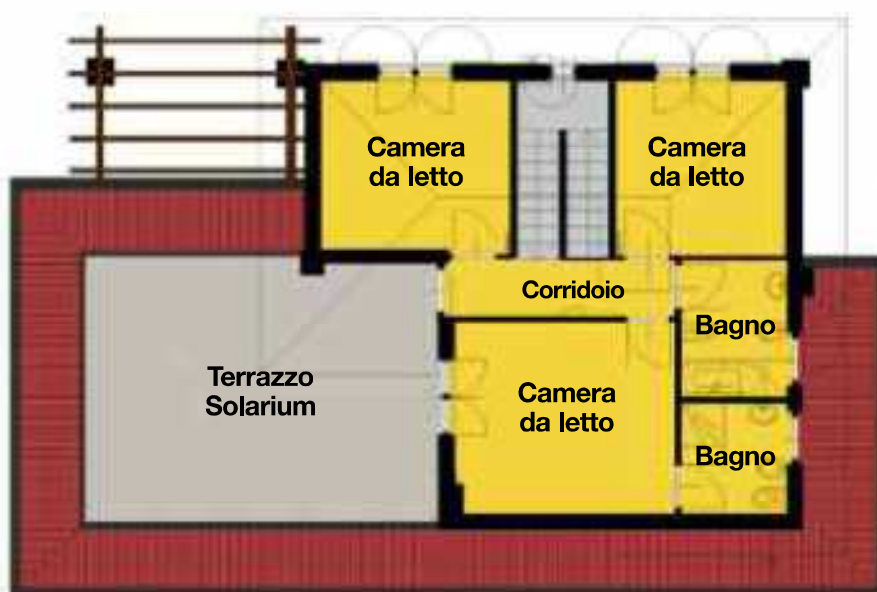 Camera
da letto
Camera
da letto
Corridoio
Bagno
Terrazzo
Solarium
Camera
da letto
Bagno